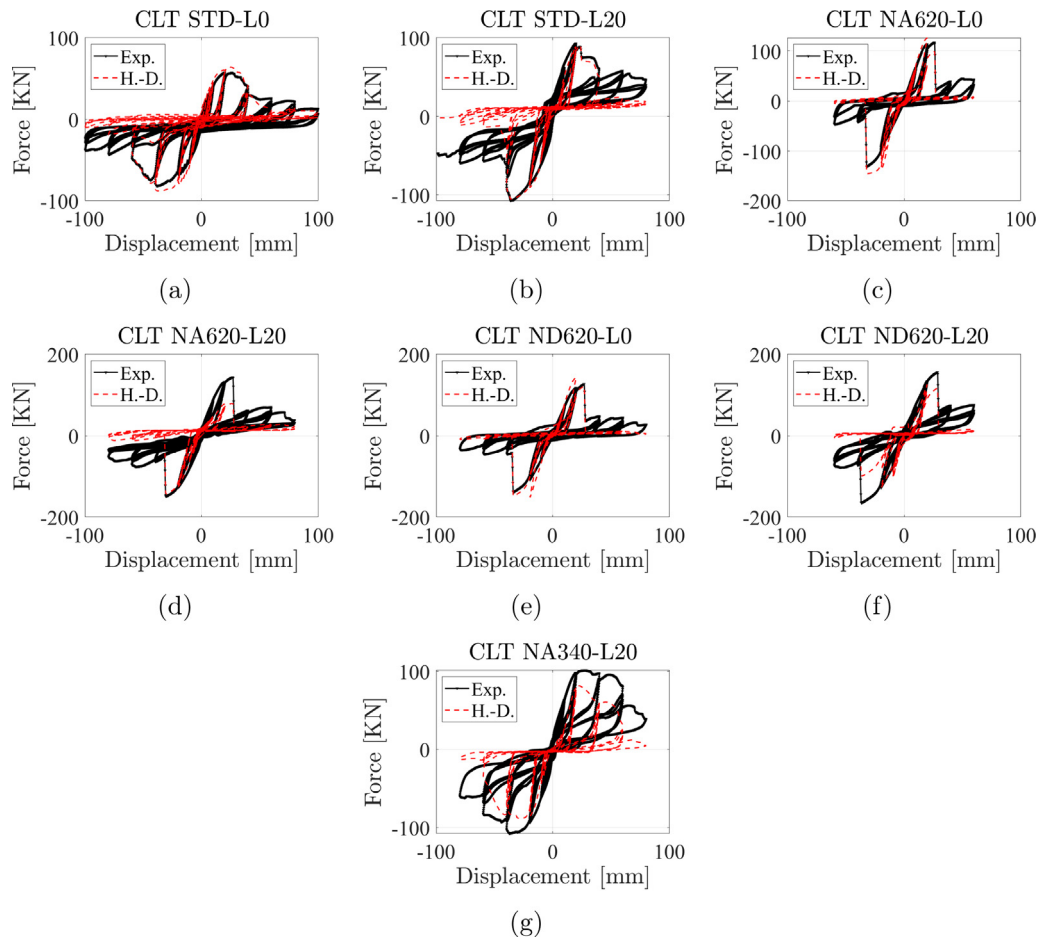 CLT STD-L0
100
Exp.
H.-D.
0
-100
Force [KN]
-100 0 100
Displacement [mm]
(a)
CLT STD-L20
100
Exp.
H.-D.
0
-100
Force [KN]
-100 0 100
Displacement [mm]
(b)
CLT NA620-L0
100
Exp.
H.-D.
0
-100
-200
Force [KN]
-100 0 100
Displacement [mm]
(c)
CLT NA620-L20
200
Exp.
H.-D.
0
-200
Force [KN]
-100 0 100
Displacement [mm]
(d)
CLT ND620-L0
200
Exp.
H.-D.
0
-200
Force [KN]
-100 0 100
Displacement [mm]
(e)
CLT ND620-L20
200
Exp.
H.-D.
0
-200
Force [KN]
-100 0 100
Displacement [mm]
(f)
CLT NA340-L20
100
Exp.
H.-D.
0
-100
Force [KN]
-100 0 100
Displacement [mm]
(g)